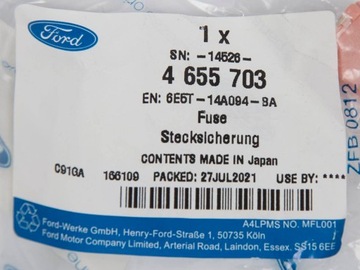 Ford
1 x
SN: -14526-
4 655 703
EN: 6E5T-14A094-BA
Fuse
Stecksicherung
CONTENTS MADE IN Japan
C91GA 166109 PACKED: 27JUL2021 USE BY: ****
A4LPMS NO. MFL001
Ford-Werke GmbH, Henry-Ford-Straße 1, 50735 Köln
Ford Motor Company Limited, Arterial Road, Laindon, Essex. SS15 6EE
ZFB 0812